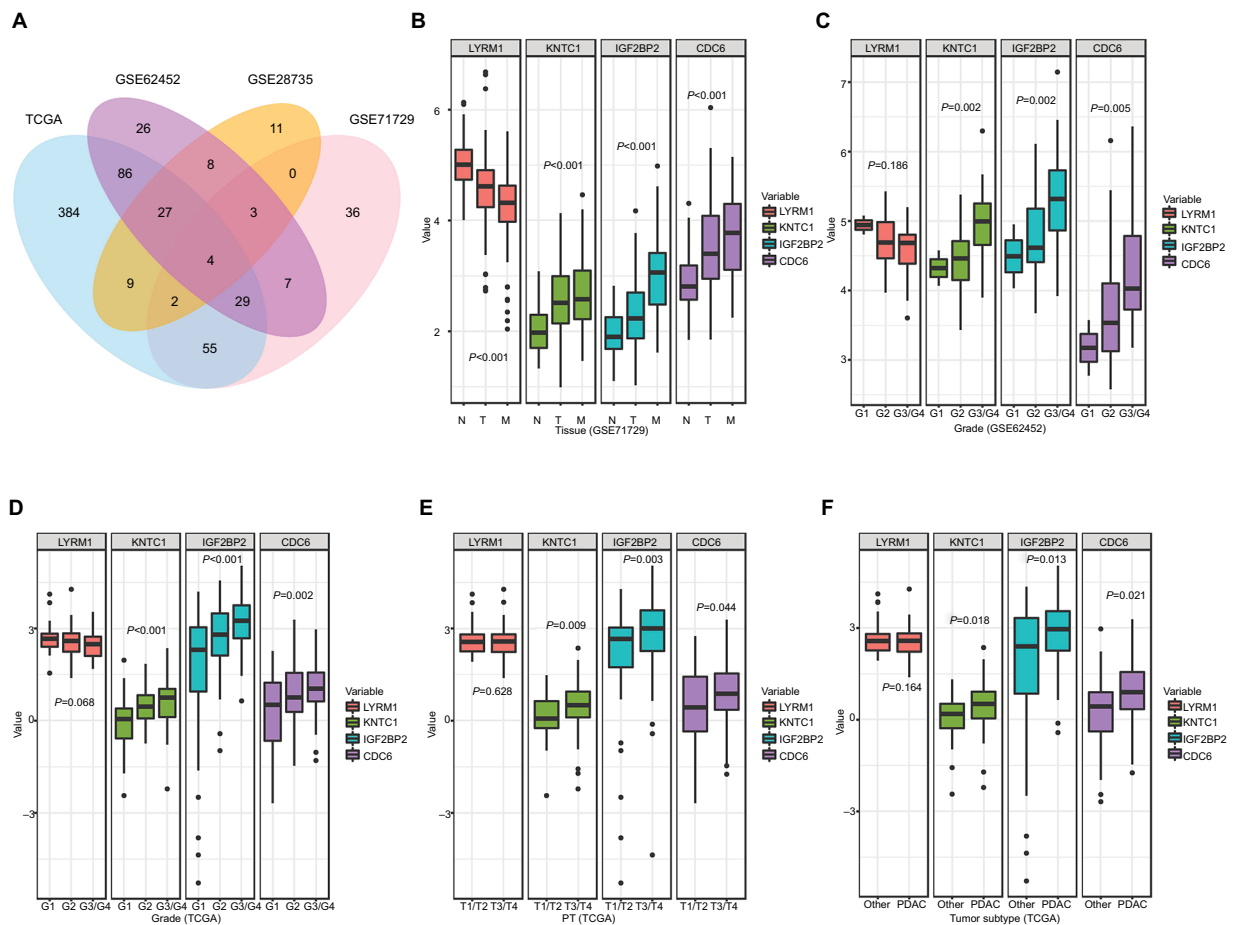 A
GSE62452
GSE28735
TCGA
GSE71729
26
11
86
8
0
384
27
3
36
4
9
2
29
7
55
B
LYRM1 KNTC1 IGF2BP2 CDC6
P<0.001
P<0.001
P<0.001
P<0.001
6
4
2
Value
N T M N T M N T M N T M
Tissue (GSE71729)
Variable
LYRM1
KNTC1
IGF2BP2
CDC6
C
LYRM1 KNTC1 IGF2BP2 CDC6
P=0.002 P=0.002 P=0.005
P=0.186
7
6
5
4
3
Value
G1 G2 G3/G4 G1 G2 G3/G4 G1 G2 G3/G4 G1 G2 G3/G4
Grade (GSE62452)
Variable
LYRM1
KNTC1
IGF2BP2
CDC6
D
LYRM1 KNTC1 IGF2BP2 CDC6
P<0.001
P=0.002
P<0.001
P=0.068
3
0
−3
Value
G1 G2 G3/G4 G1 G2 G3/G4 G1 G2 G3/G4 G1 G2 G3/G4
Grade (TCGA)
Variable
LYRM1
KNTC1
IGF2BP2
CDC6
E
LYRM1 KNTC1 IGF2BP2 CDC6
P=0.003
P=0.044
P=0.009
P=0.628
3
0
−3
Value
T1/T2 T3/T4 T1/T2 T3/T4 T1/T2 T3/T4 T1/T2 T3/T4
PT (TCGA)
Variable
LYRM1
KNTC1
IGF2BP2
CDC6
F
LYRM1 KNTC1 IGF2BP2 CDC6
P=0.013
P=0.021
P=0.018
P=0.164
3
0
−3
Value
Other PDAC Other PDAC Other PDAC Other PDAC
Tumor subtype (TCGA)
Variable
LYRM1
KNTC1
IGF2BP2
CDC6